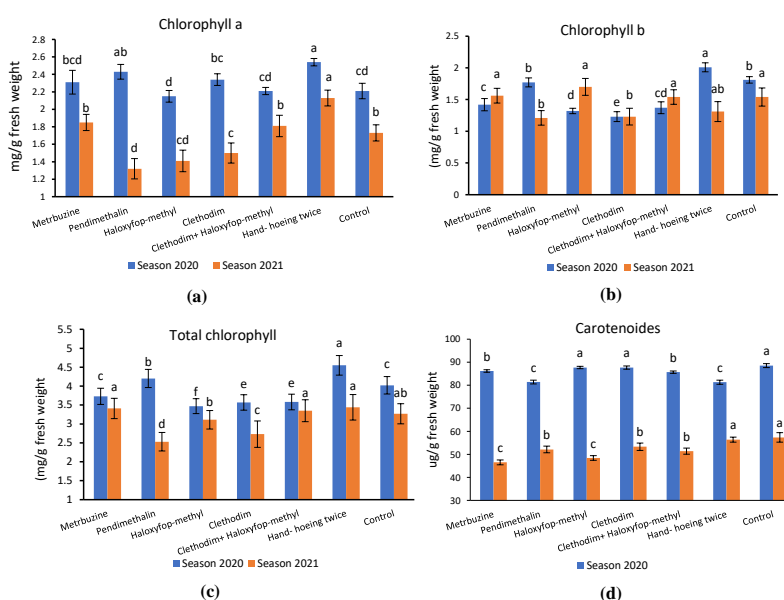 Chlorophyll a
mg/g fresh weight
2.8
2.6
2.4
2.2
2
1.8
1.6
1.4
1.2
1
bcd
b
ab
d
d
cd
bc
c
cd
b
a
a
cd
b
Metrbuzine
Pendimethalin
Haloxyfop-methyl
Clethodim
Clethodim+ Haloxyfop-methyl
Hand- hoeing twice
Control
Season 2020 Season 2021
(a)
Chlorophyll b
(mg/g fresh weight
2.5
2
1.5
1
0.5
0
c
a
b
b
d
a
e
b
cd
a
a
ab
a
a
Metrbuzine
Pendimethalin
Haloxyfop-methyl
Clethodim
Clethodim+ Haloxyfop-methyl
Hand- hoeing twice
Control
Season 2020 Season 2021
(b)
Total chlorophyll
(mg/g fresh weight
5.5
5
4.5
4
3.5
3
2.5
2
1.5
1
c
a
b
d
f
b
e
c
e
a
a
a
c
ab
Metrbuzine
Pendimethalin
Haloxyfop-methyl
Clethodim
Clethodim+ Haloxyfop-methyl
Hand- hoeing twice
Control
Season 2020 Season 2021
(c)
Carotenoides
ug/g fresh weight
100
90
80
70
60
50
40
30
b
c
c
b
a
c
a
b
b
b
c
a
a
a
Metrbuzine
Pendimethalin
Haloxyfop-methyl
Clethodim
Clethodim+ Haloxyfop-methyl
Hand- hoeing twice
Control
Season 2020
(d)